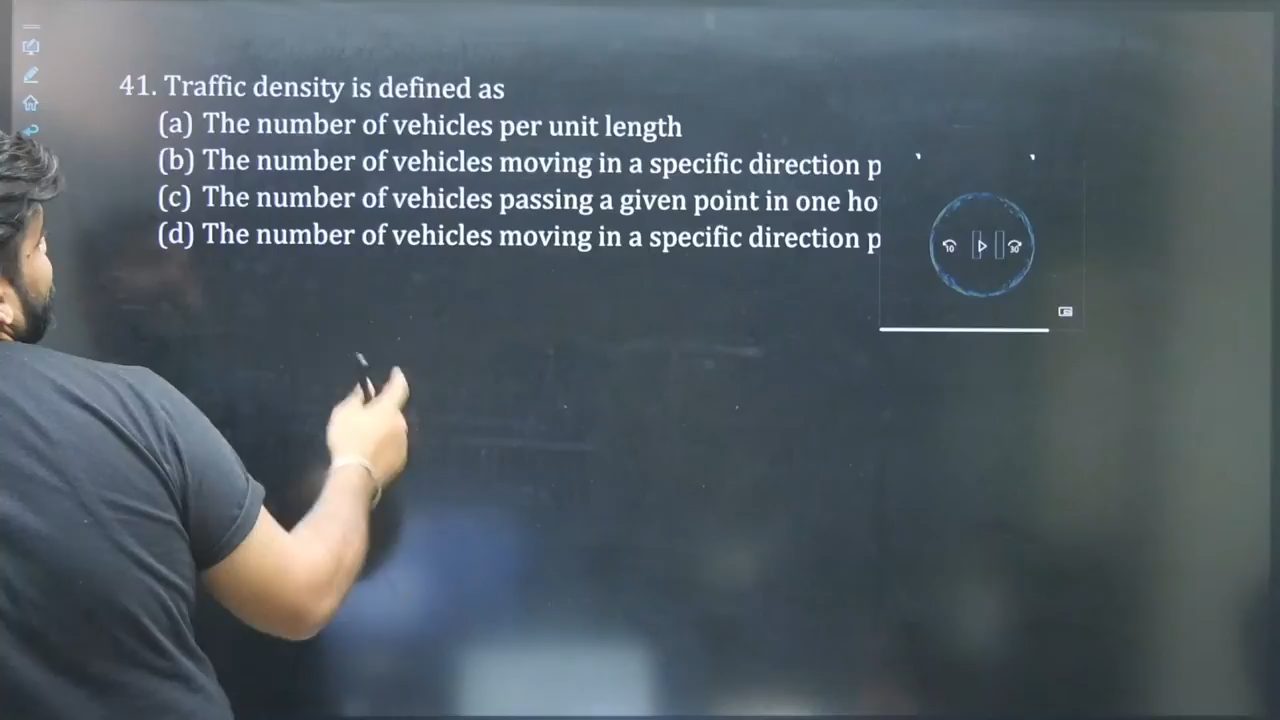 41. Traffic density is defined as
(a) The number of vehicles per unit length
(b) The number of vehicles moving in a specific direction p
(c) The number of vehicles passing a given point in one ho
(d) The number of vehicles moving in a specific direction p
10
30